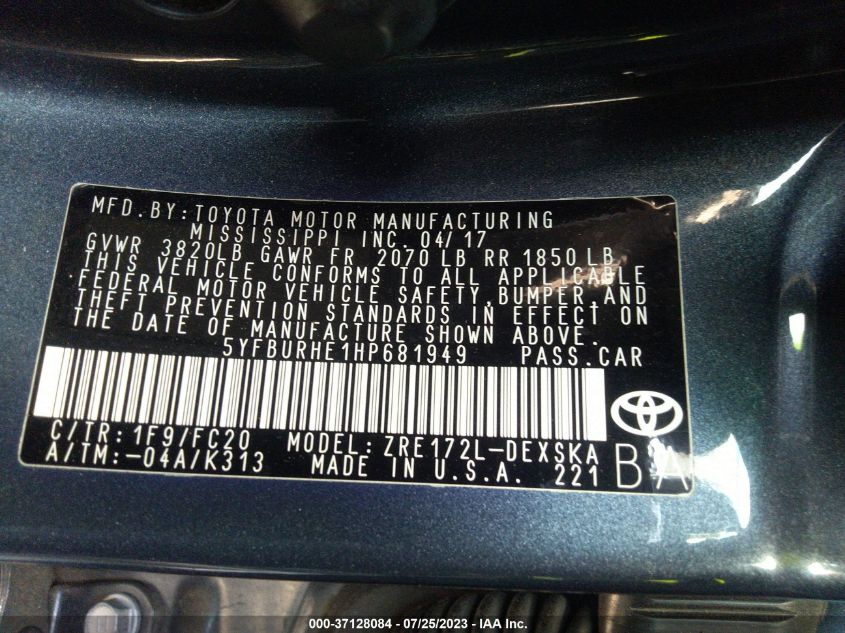 MFD.BY:TOYOTA MOTOR MANUFACTURING
MISSISSIPPI INC. 04/17
GVWR 3820LB GAWR FR 2070 LB RR 1850 LB
THIS VEHICLE CONFORMS TO ALL APPLICABLE
FEDERAL MOTOR VEHICLE SAFETY,BUMPER,AND
THEFT PREVENTION STANDARDS IN EFFECT ON
THE DATE OF MANUFACTURE SHOWN ABOVE.
5YFBURHE1HP681949 PASS.CAR
C/TR:1F9/FC20 MODEL:ZRE172L-DEXSKA
A/TM:-04A/K313 MADE IN U.S.A. 221 BA
000-37128084 / 07/25/2023 - IAA Inc.